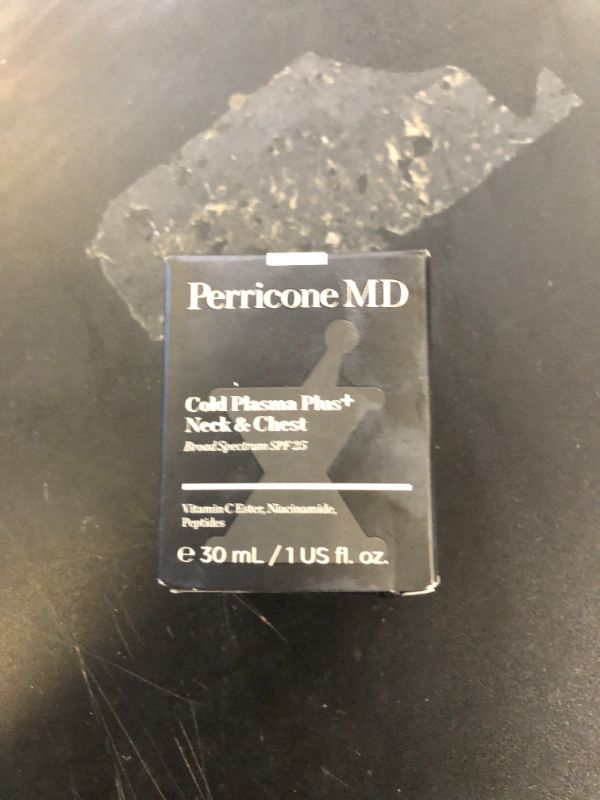 Perricone MD
Cold Plasma Plus+
Neck & Chest
Broad Spectrum SPF 25
Vitamin C Ester, Niacinamide,
Peptides
℮ 30 mL / 1 US fl. oz.